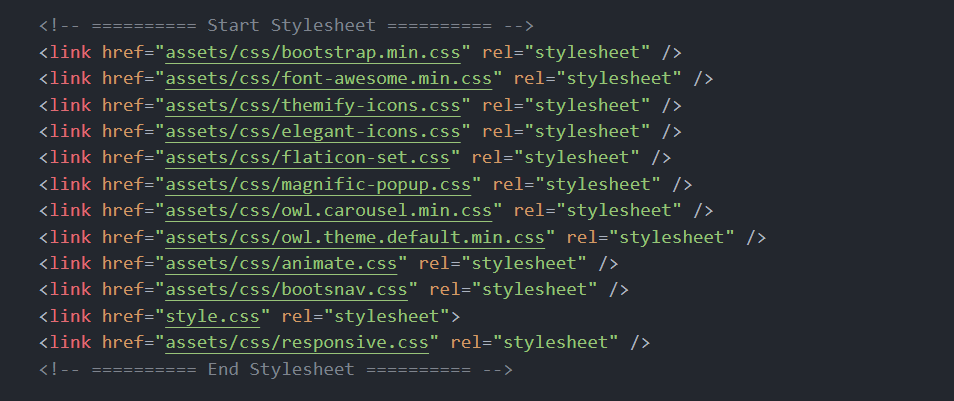 <!-- ========== Start Stylesheet ========== -->
<link href="assets/css/bootstrap.min.css" rel="stylesheet" />
<link href="assets/css/font-awesome.min.css" rel="stylesheet" />
<link href="assets/css/themify-icons.css" rel="stylesheet" />
<link href="assets/css/elegant-icons.css" rel="stylesheet" />
<link href="assets/css/flaticon-set.css" rel="stylesheet" />
<link href="assets/css/magnific-popup.css" rel="stylesheet" />
<link href="assets/css/owl.carousel.min.css" rel="stylesheet" />
<link href="assets/css/owl.theme.default.min.css" rel="stylesheet" />
<link href="assets/css/animate.css" rel="stylesheet" />
<link href="assets/css/bootsnav.css" rel="stylesheet" />
<link href="style.css" rel="stylesheet">
<link href="assets/css/responsive.css" rel="stylesheet" />
<!-- ========== End Stylesheet ========== -->